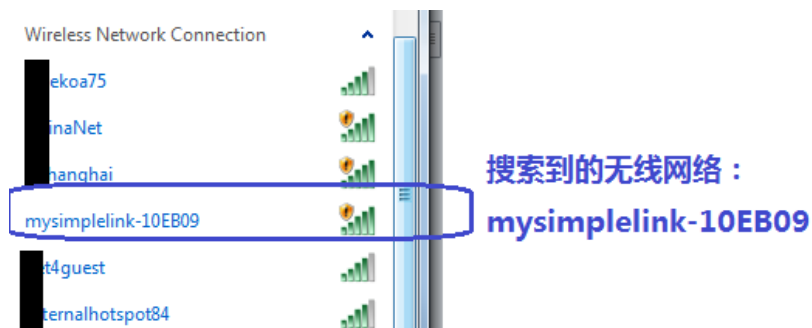 Wireless Network Connection
ekoa75
inaNet
hanghai
mysimplelink-10EB09
t4guest
ternalhotspot84
搜索到的无线网络：
mysimplelink-10EB09